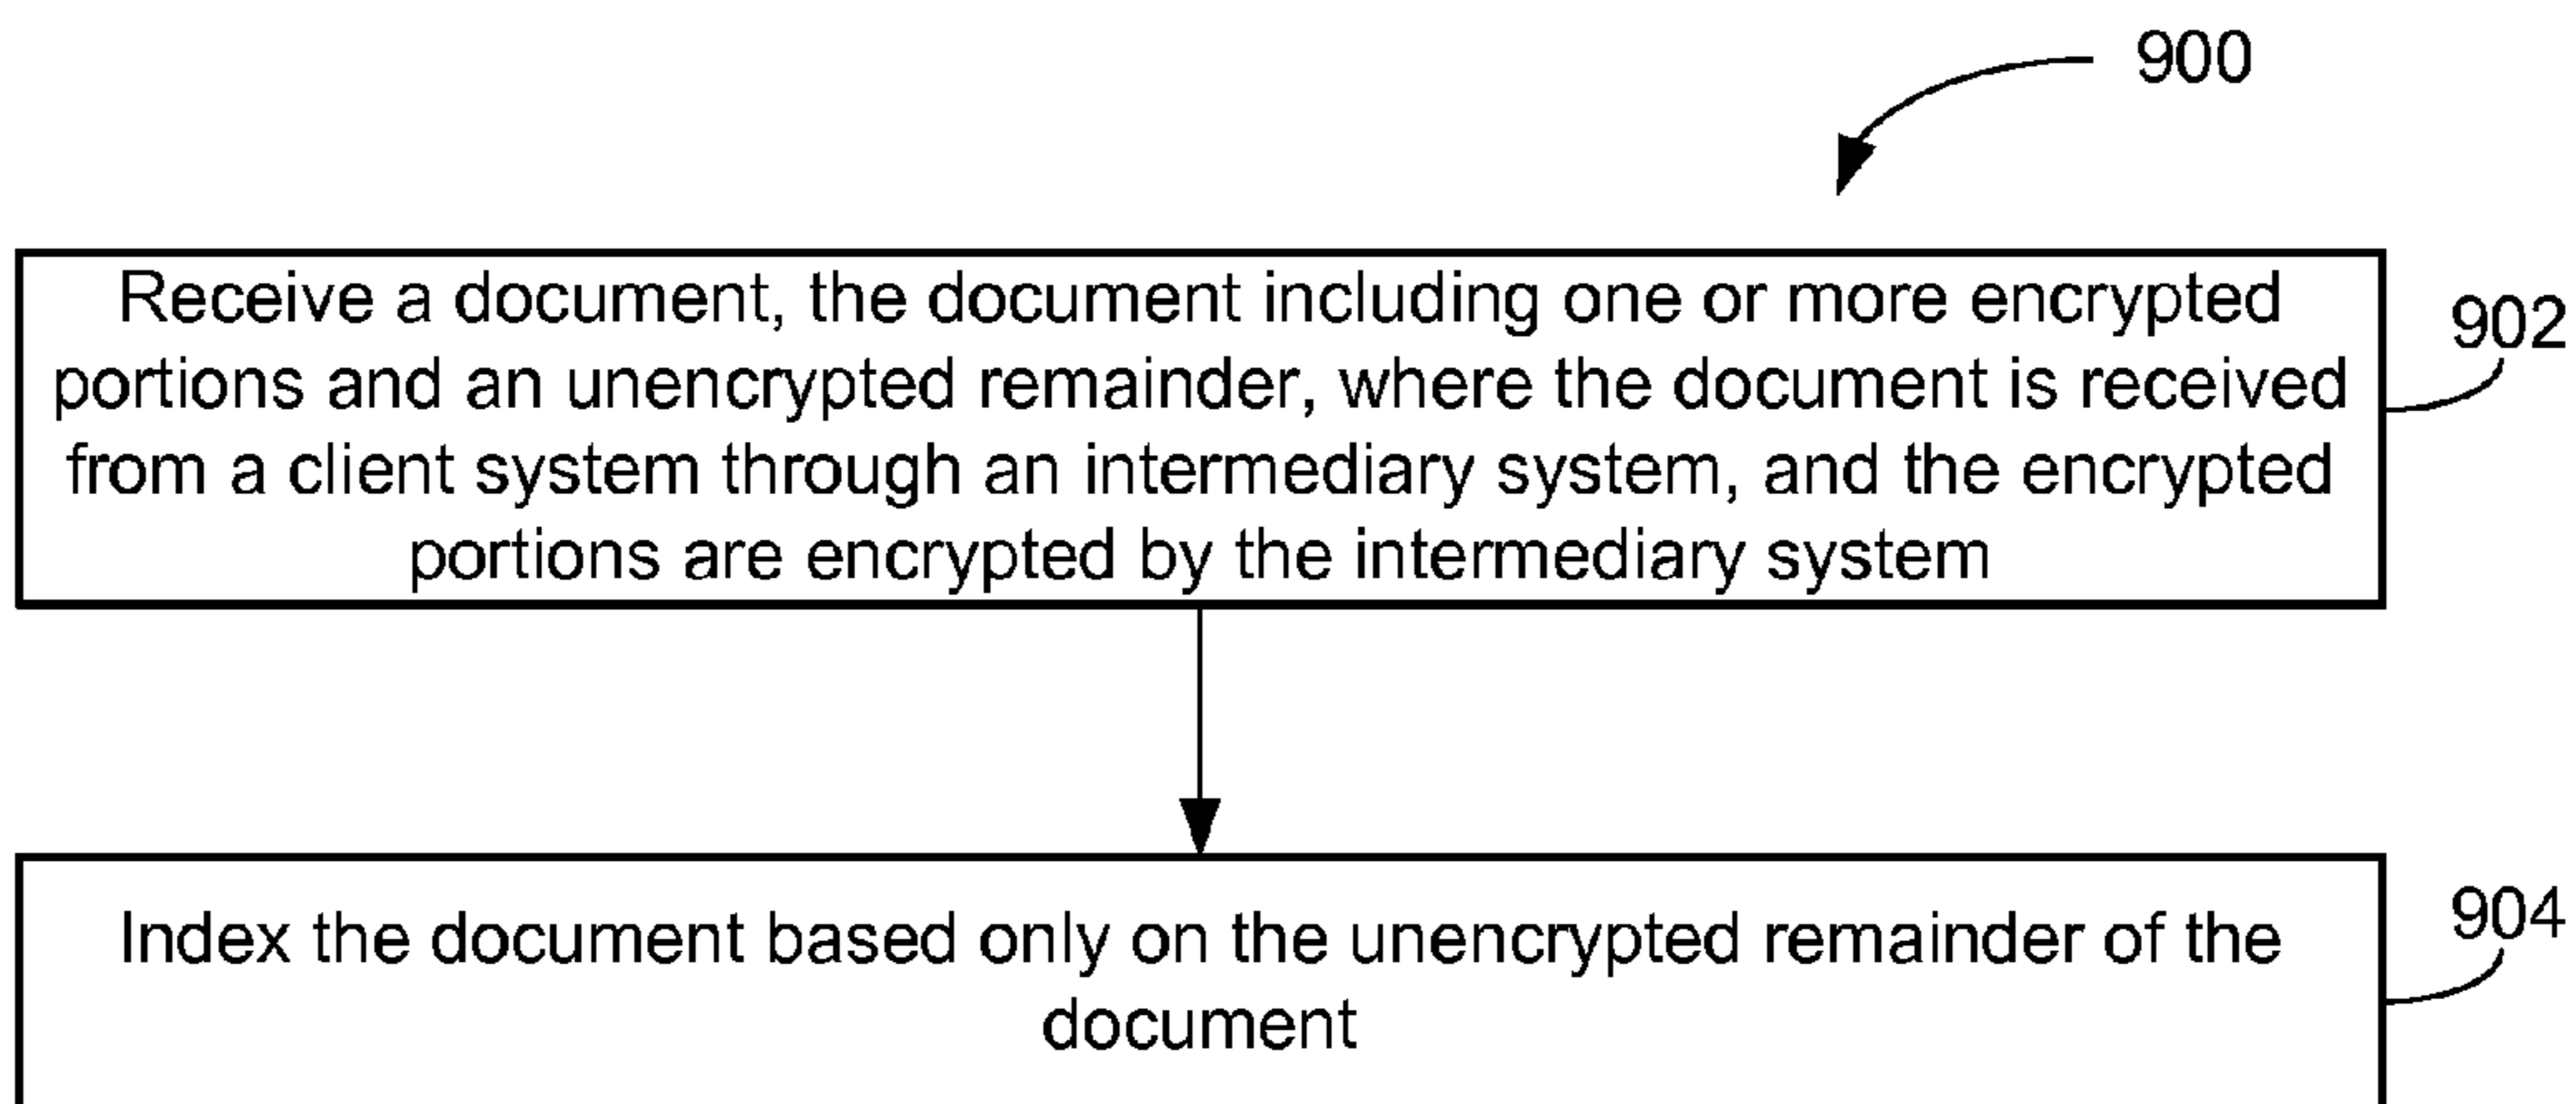 900
Receive a document, the document including one or more encrypted
portions and an unencrypted remainder, where the document is received
from a client system through an intermediary system, and the encrypted
portions are encrypted by the intermediary system
902
Index the document based only on the unencrypted remainder of the
document
904